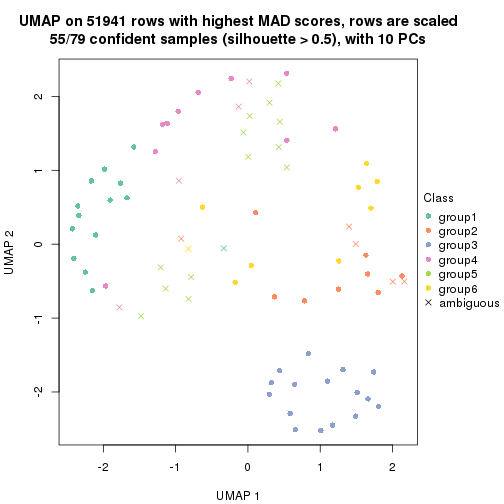 UMAP on 51941 rows with highest MAD scores, rows are scaled
55/79 confident samples (silhouette > 0.5), with 10 PCs
UMAP 2
2
1
0
-1
-2
-2
-1
0
1
2
UMAP 1
Class
group1
group2
group3
group4
group5
group6
ambiguous